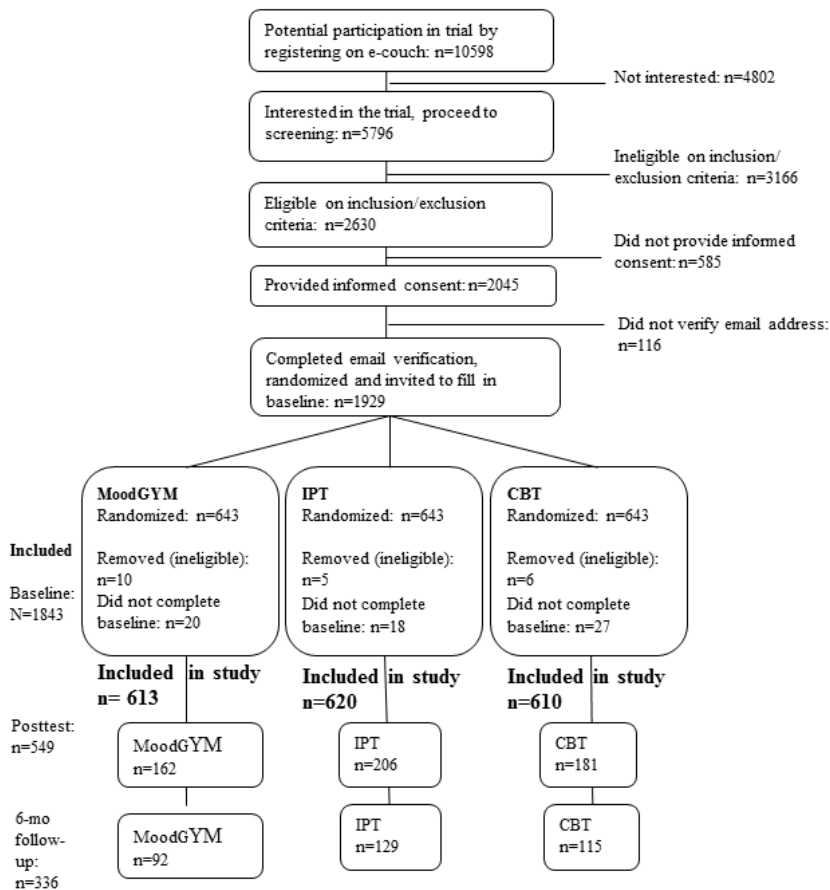 Potential participation in trial by
registering on e-couch: n=10598
Not interested: n=4802
Interested in the trial, proceed to
screening: n=5796
Ineligible on inclusion/
exclusion criteria: n=3166
Eligible on inclusion/exclusion
criteria: n=2630
Did not provide informed
consent: n=585
Provided informed consent: n=2045
Did not verify email address:
n=116
Completed email verification,
randomized and invited to fill in
baseline: n=1929
MoodGYM
Randomized: n=643
Removed (ineligible):
n=10
Did not complete
baseline: n=20
IPT
Randomized: n=643
Removed (ineligible):
n=5
Did not complete
baseline: n=18
CBT
Randomized: n=643
Removed (ineligible):
n=6
Did not complete
baseline: n=27
Included
Baseline:
N=1843
Included in study
n= 613
Included in study
n=620
Included in study
n=610
Posttest:
n=549
MoodGYM
n=162
IPT
n=206
CBT
n=181
6-mo
follow-
up:
n=336
MoodGYM
n=92
IPT
n=129
CBT
n=115